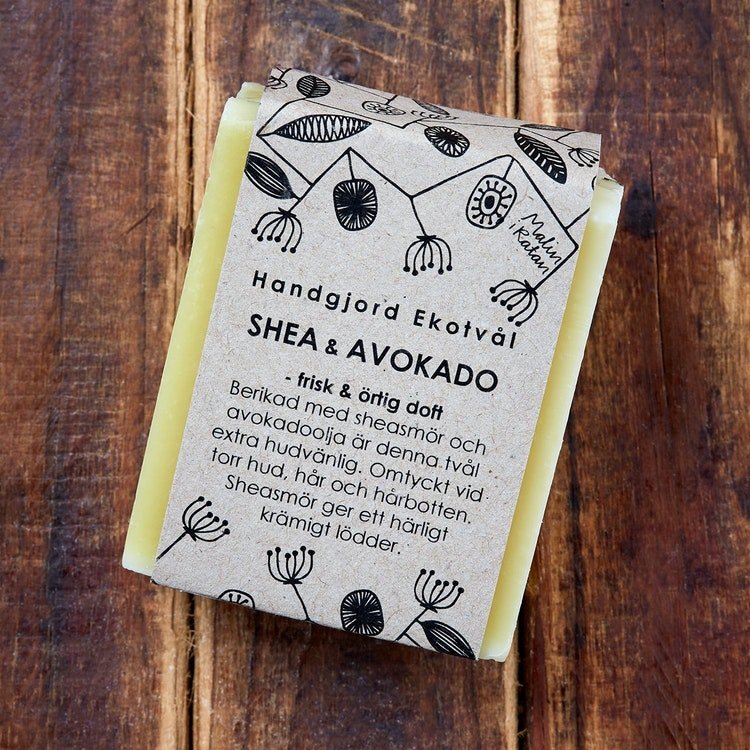 Malin
i Ratan
Handgjord Ekotvål
SHEA & AVOKADO
- frisk & örtig doft
Berikad med sheasmör och
avokadoolja är denna tvål
extra hudvänlig. Omtyckt vid
torr hud, hår och hårbotten.
Sheasmör ger ett härligt
krämigt lödder.